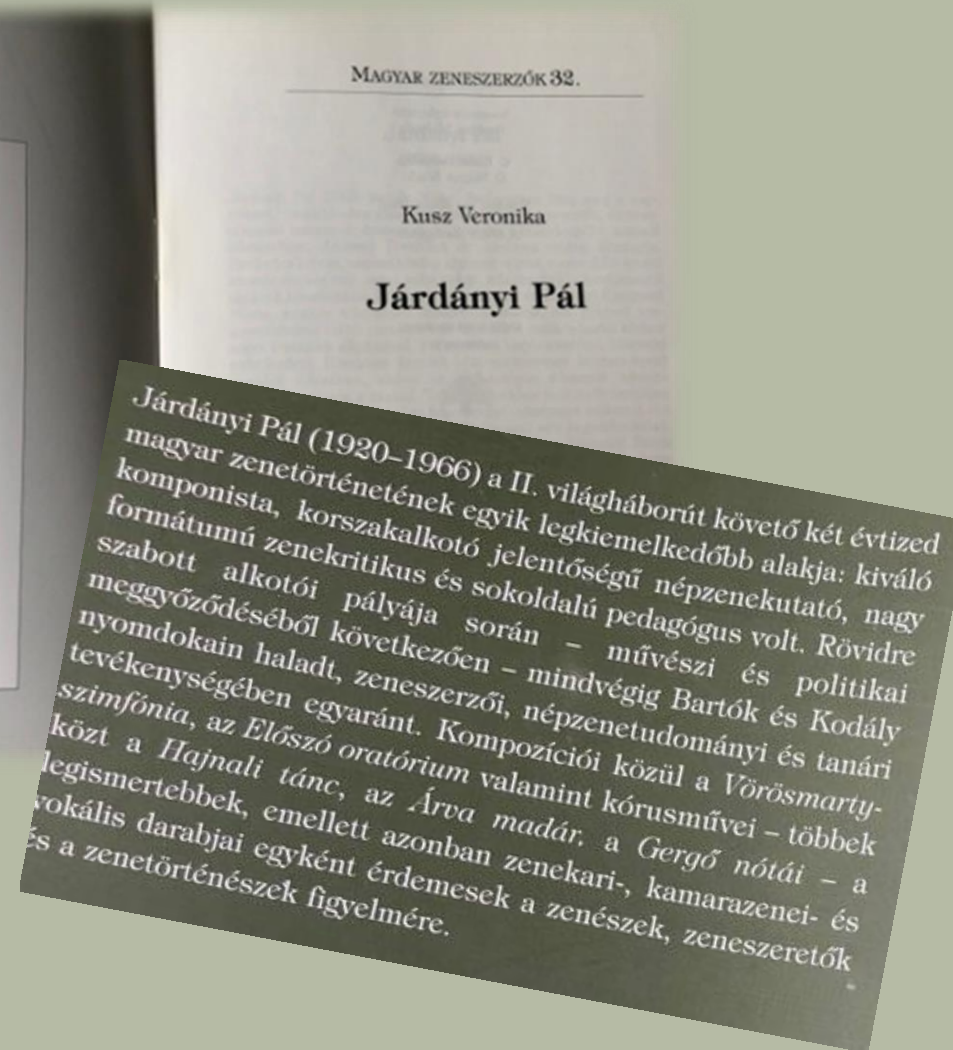 MAGYAR ZENESZERZŐK 32.
Kusz Veronika
Járdányi Pál
Járdányi Pál (1920–1966) a II. világháborút követő két évtized
magyar zenetörténetének egyik legkiemelkedőbb alakja: kiváló
komponista, korszakalkotó jelentőségű népzenekutató, nagy
formátumú zenekritikus és sokoldalú pedagógus volt. Rövidre
szabott alkotói pályája során – művészi és politikai
meggyőződéséből következően – mindvégig Bartók és Kodály
nyomdokain haladt, zeneszerzői, népzenetudományi és tanári
tevékenységében egyaránt. Kompozíciói közül a Vörösmarty-
szimfónia, az Előszó oratórium valamint kórusművei – többek
közt a Hajnali tánc, az Árva madár, a Gergő nótái – a
legismertebbek, emellett azonban zenekari-, kamarazenei- és
vokális darabjai egyként érdemesek a zenészek, zeneszeretők
és a zenetörténészek figyelmére.